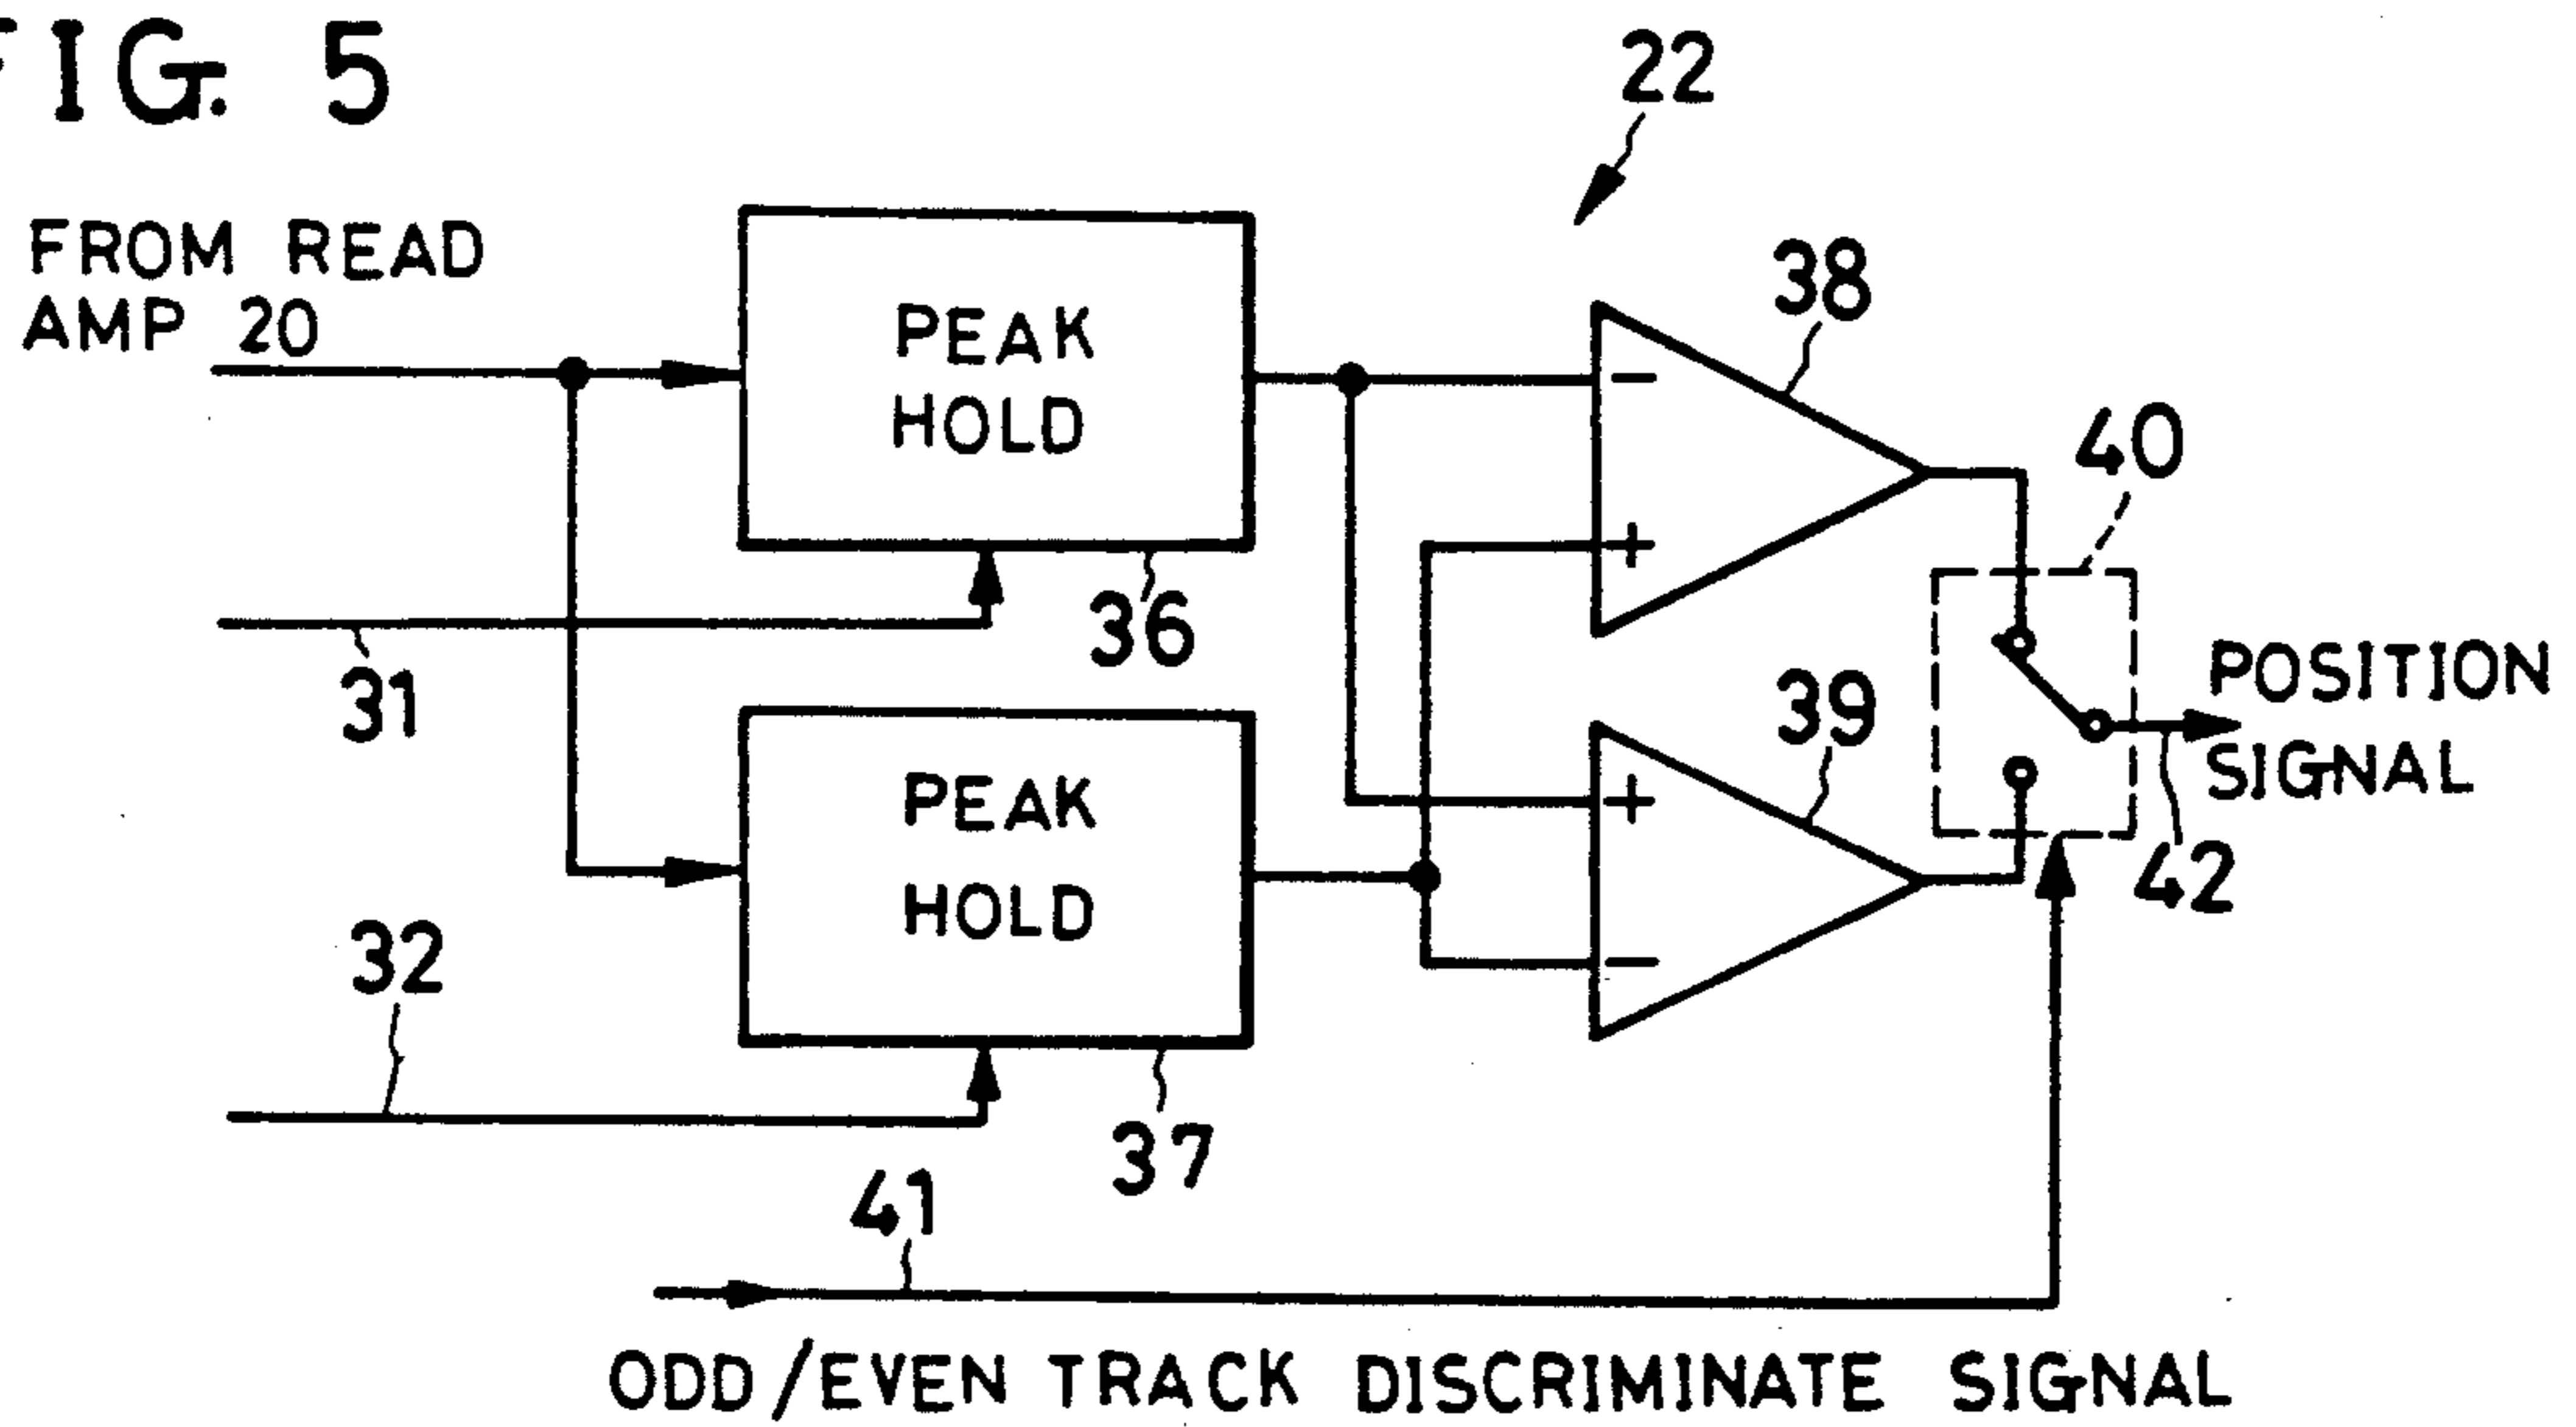 FIG. 5
22
FROM READ
AMP 20
38
PEAK
HOLD
−
+
40
36
31
POSITION
SIGNAL
39
PEAK
HOLD
+
−
42
32
37
41
ODD/EVEN TRACK DISCRIMINATE SIGNAL